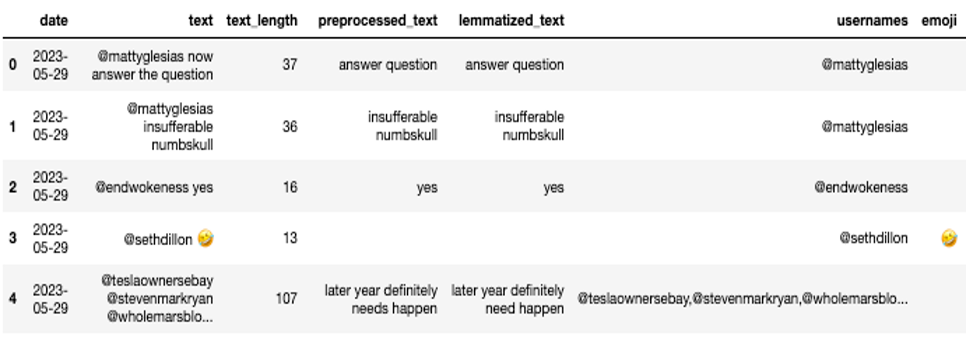 date text text_length preprocessed_text lemmatized_text usernames emoji
0 2023-05-29 @mattyglesias now answer the question 37 answer question answer question @mattyglesias
1 2023-05-29 @mattyglesias insufferable numbskull 36 insufferable numbskull insufferable numbskull @mattyglesias
2 2023-05-29 @endwokeness yes 16 yes yes @endwokeness
3 2023-05-29 @sethdillon 🤣 13 @sethdillon 🤣
4 2023-05-29 @teslaownersebay @stevenmarkryan @wholemarsblo... 107 later year definitely needs happen later year definitely need happen @teslaownersebay,@stevenmarkryan,@wholemarsblo...